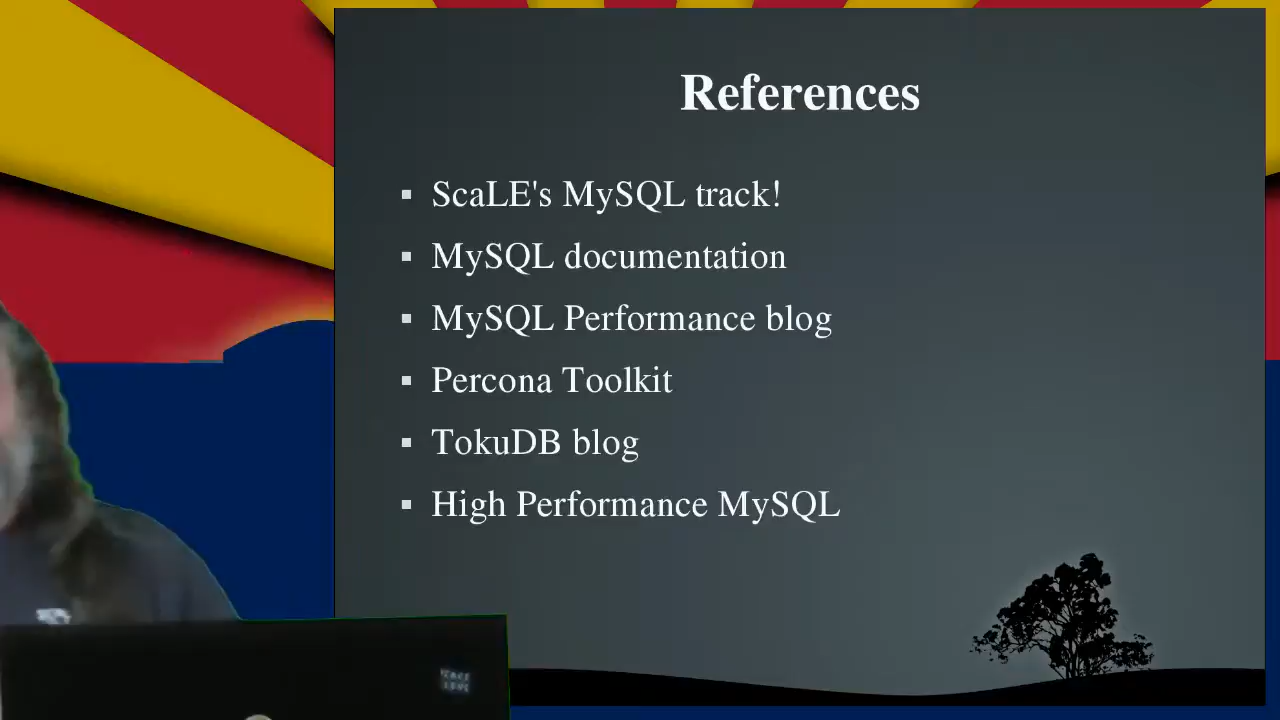 References
ScaLE's MySQL track!
MySQL documentation
MySQL Performance blog
Percona Toolkit
TokuDB blog
High Performance MySQL